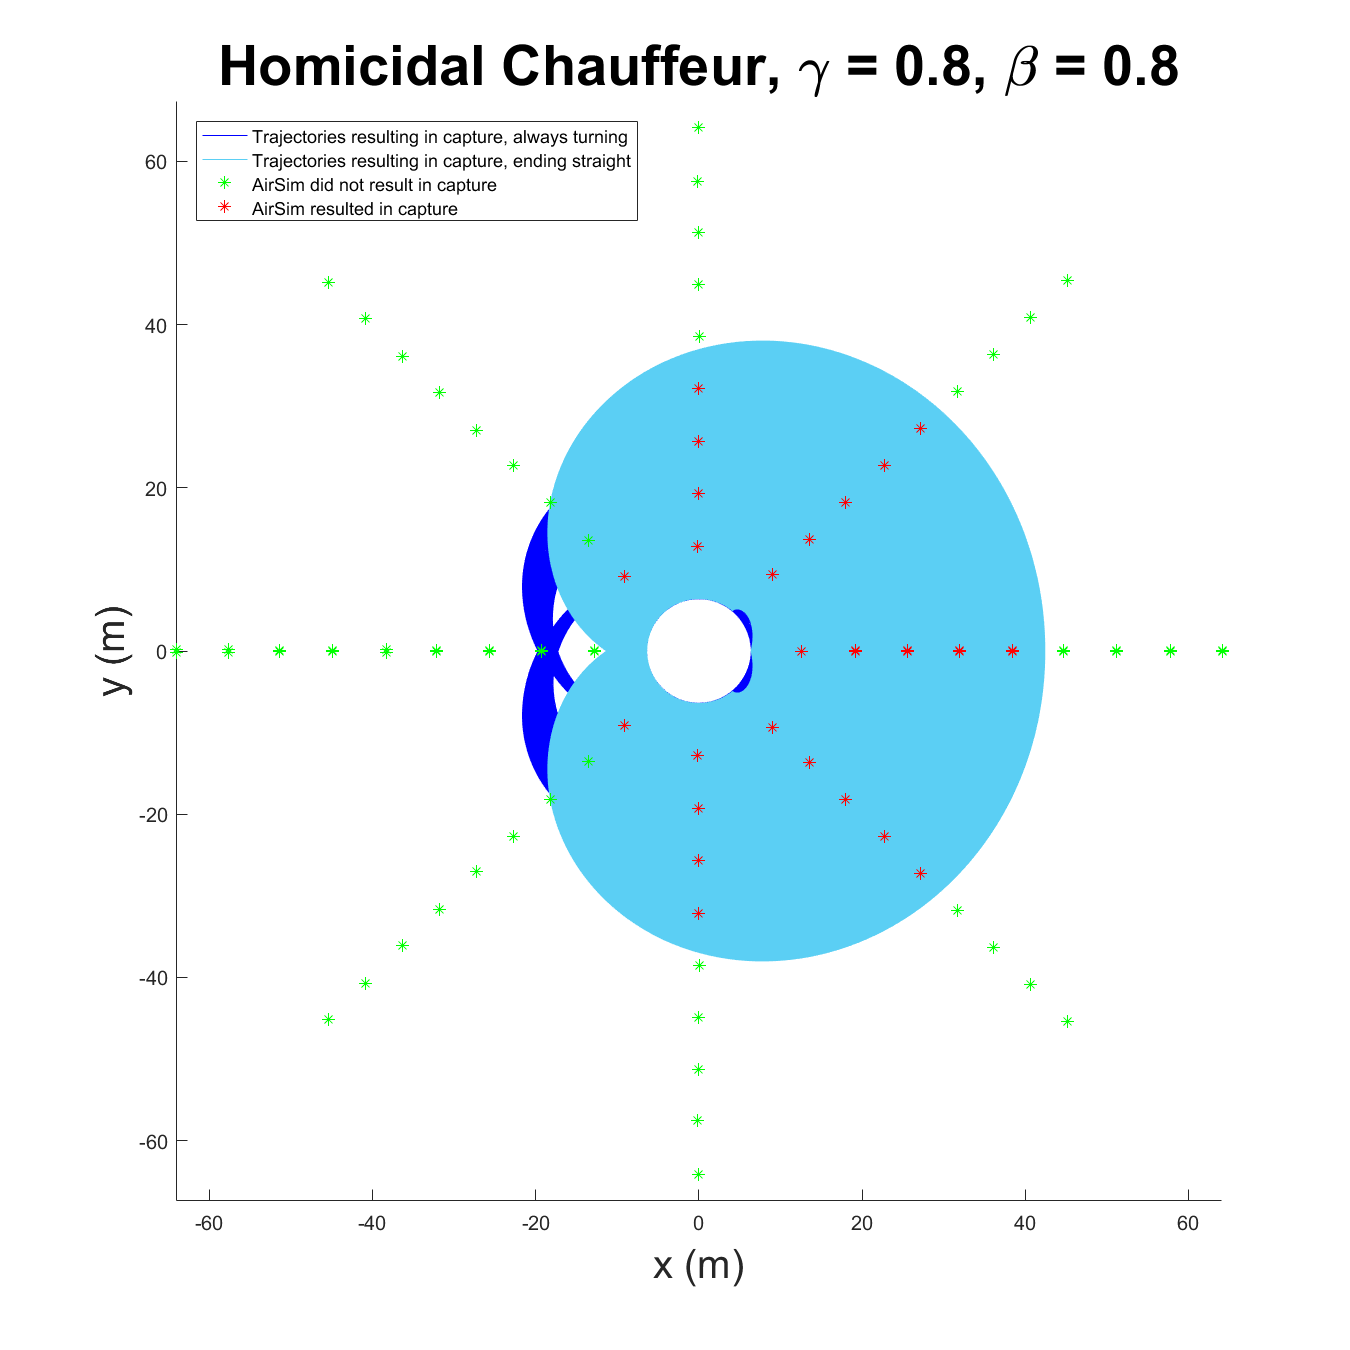 Homicidal Chauffeur, γ = 0.8, β = 0.8
Trajectories resulting in capture, always turning
Trajectories resulting in capture, ending straight
AirSim did not result in capture
AirSim resulted in capture
60
40
20
0
-20
-40
-60
y (m)
-60 -40 -20 0 20 40 60
x (m)